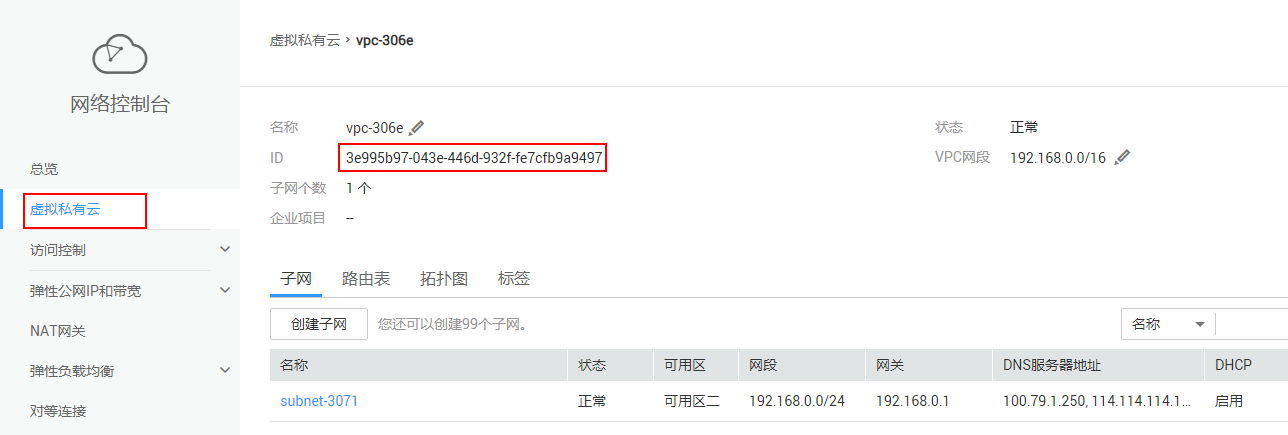 虚拟私有云 › vpc-306e
网络控制台
总览
虚拟私有云
访问控制
弹性公网IP和带宽
NAT网关
弹性负载均衡
对等连接
名称 vpc-306e
ID 3e995b97-043e-446d-932f-fe7cfb9a9497
子网个数 1 个
企业项目 --
状态 正常
VPC网段 192.168.0.0/16
子网 路由表 拓扑图 标签
创建子网 您还可以创建99个子网。 名称
名称 状态 可用区 网段 网关 DNS服务器地址 DHCP
subnet-3071 正常 可用区二 192.168.0.0/24 192.168.0.1 100.79.1.250, 114.114.114.1... 启用